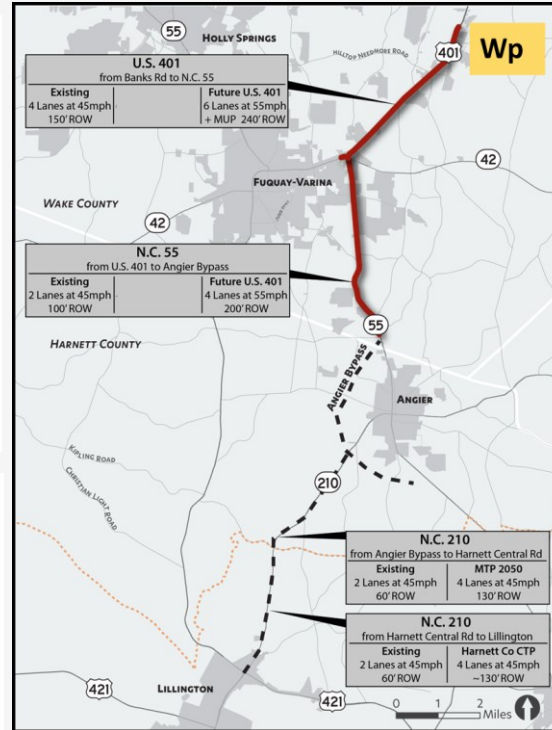 55
HOLLY SPRINGS
HILLTOP NEEDMORE ROAD
401
Wp
U.S. 401
from Banks Rd to N.C. 55
Existing
4 Lanes at 45mph
150' ROW
Future U.S. 401
6 Lanes at 55mph
+ MUP 240' ROW
42
FUQUAY-VARINA
WAKE COUNTY
42
N.C. 55
from U.S. 401 to Angier Bypass
Existing
2 Lanes at 45mph
100' ROW
Future U.S. 401
4 Lanes at 55mph
200' ROW
55
HARNETT COUNTY
ANGIER BYPASS
ANGIER
KIPLING ROAD
CHRISTIAN LIGHT ROAD
210
N.C. 210
from Angier Bypass to Harnett Central Rd
Existing
2 Lanes at 45mph
60' ROW
MTP 2050
4 Lanes at 45mph
130' ROW
N.C. 210
from Harnett Central Rd to Lillington
Existing
2 Lanes at 45mph
60' ROW
Harnett Co CTP
4 Lanes at 45mph
~130' ROW
421
LILLINGTON
421
0 1 2
Miles